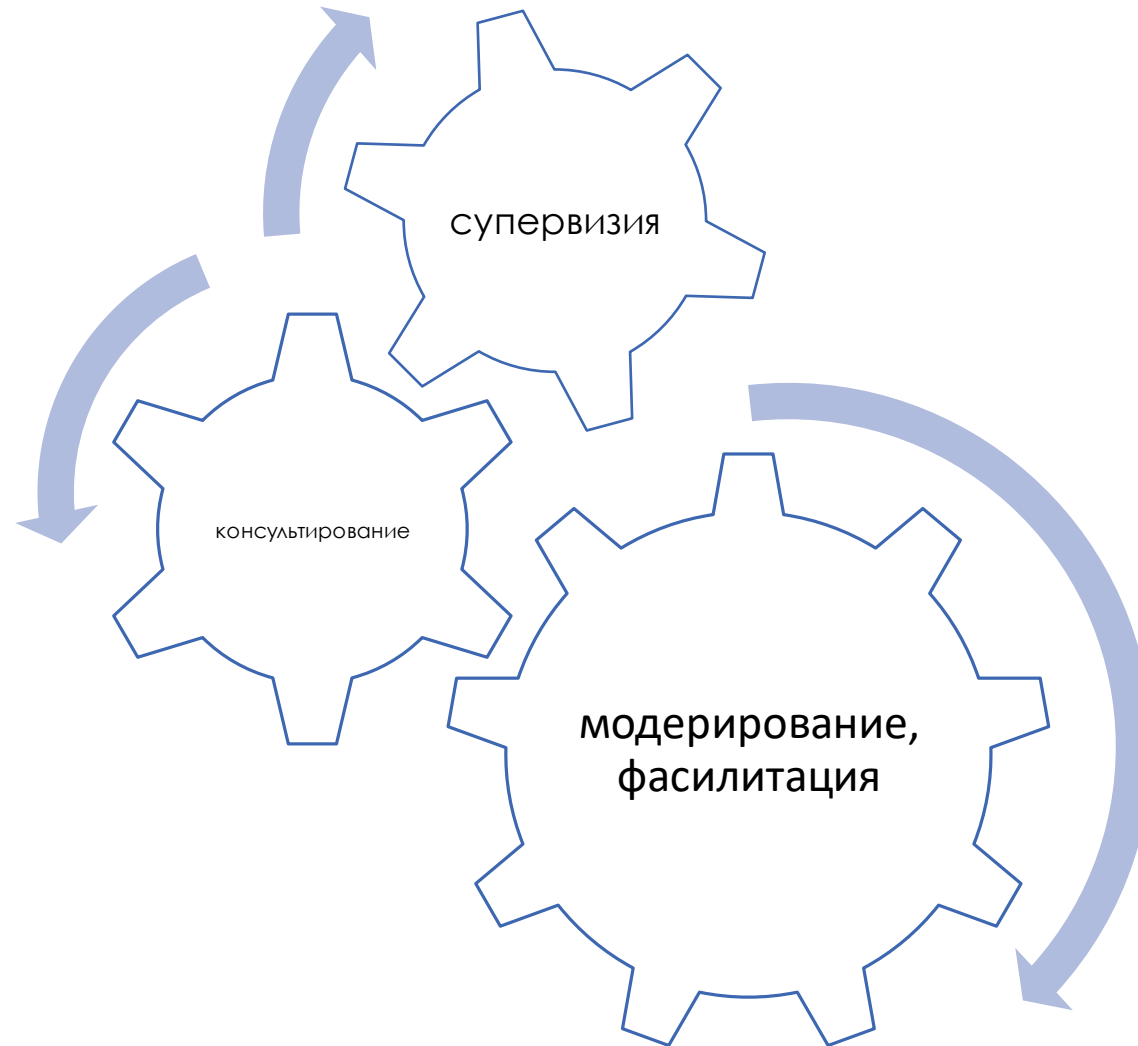 супервизия
консультирование
модерирование,
фасилитация